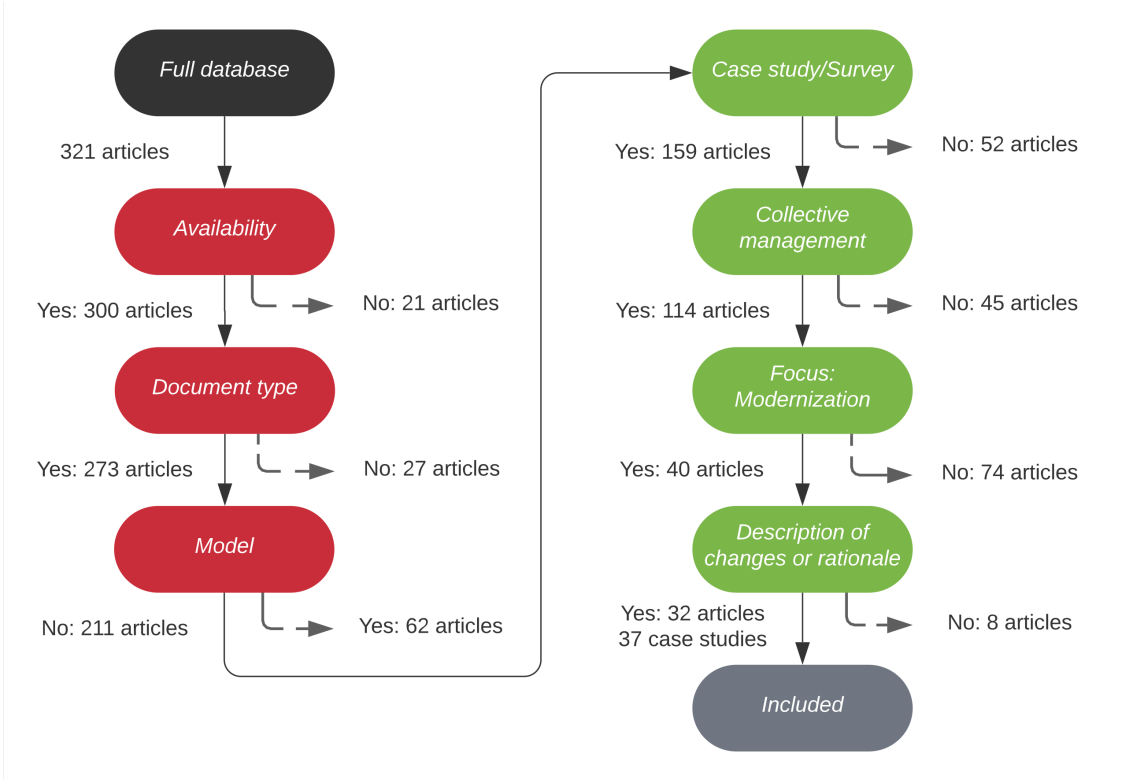 Full database
321 articles
Availability
Yes: 300 articles
No: 21 articles
Document type
Yes: 273 articles
No: 27 articles
Model
No: 211 articles
Yes: 62 articles
Case study/Survey
Yes: 159 articles
No: 52 articles
Collective
management
Yes: 114 articles
No: 45 articles
Focus:
Modernization
Yes: 40 articles
No: 74 articles
Description of
changes or rationale
Yes: 32 articles
37 case studies
No: 8 articles
Included